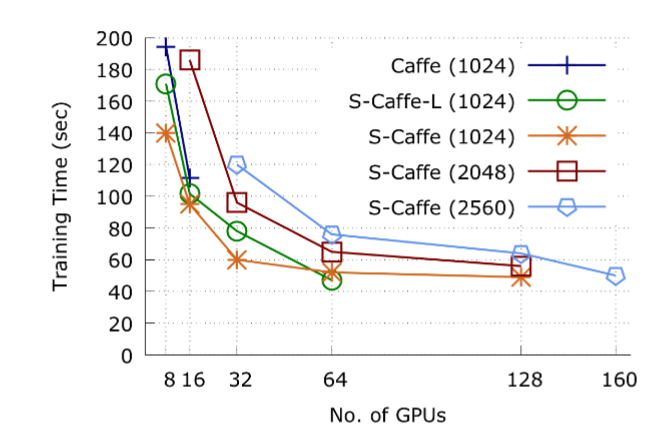 200
180
160
140
120
100
80
60
40
20
0
Training Time (sec)
Caffe (1024)
S-Caffe-L (1024)
S-Caffe (1024)
S-Caffe (2048)
S-Caffe (2560)
8 16 32 64 128 160
No. of GPUs